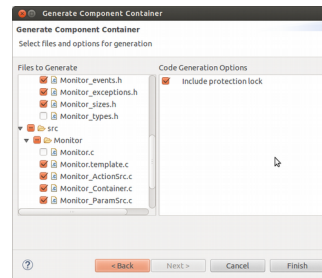 Generate Component Container
Generate Component Container
Select files and options for generation
Files to Generate
Code Generation Options
Monitor_events.h
Include protection lock
Monitor_exceptions.h
Monitor_sizes.h
Monitor_types.h
src
Monitor
Monitor.c
Monitor.template.c
Monitor_ActionSrc.c
Monitor_Container.c
Monitor_ParamSrc.c
?
< Back
Next >
Cancel
Finish